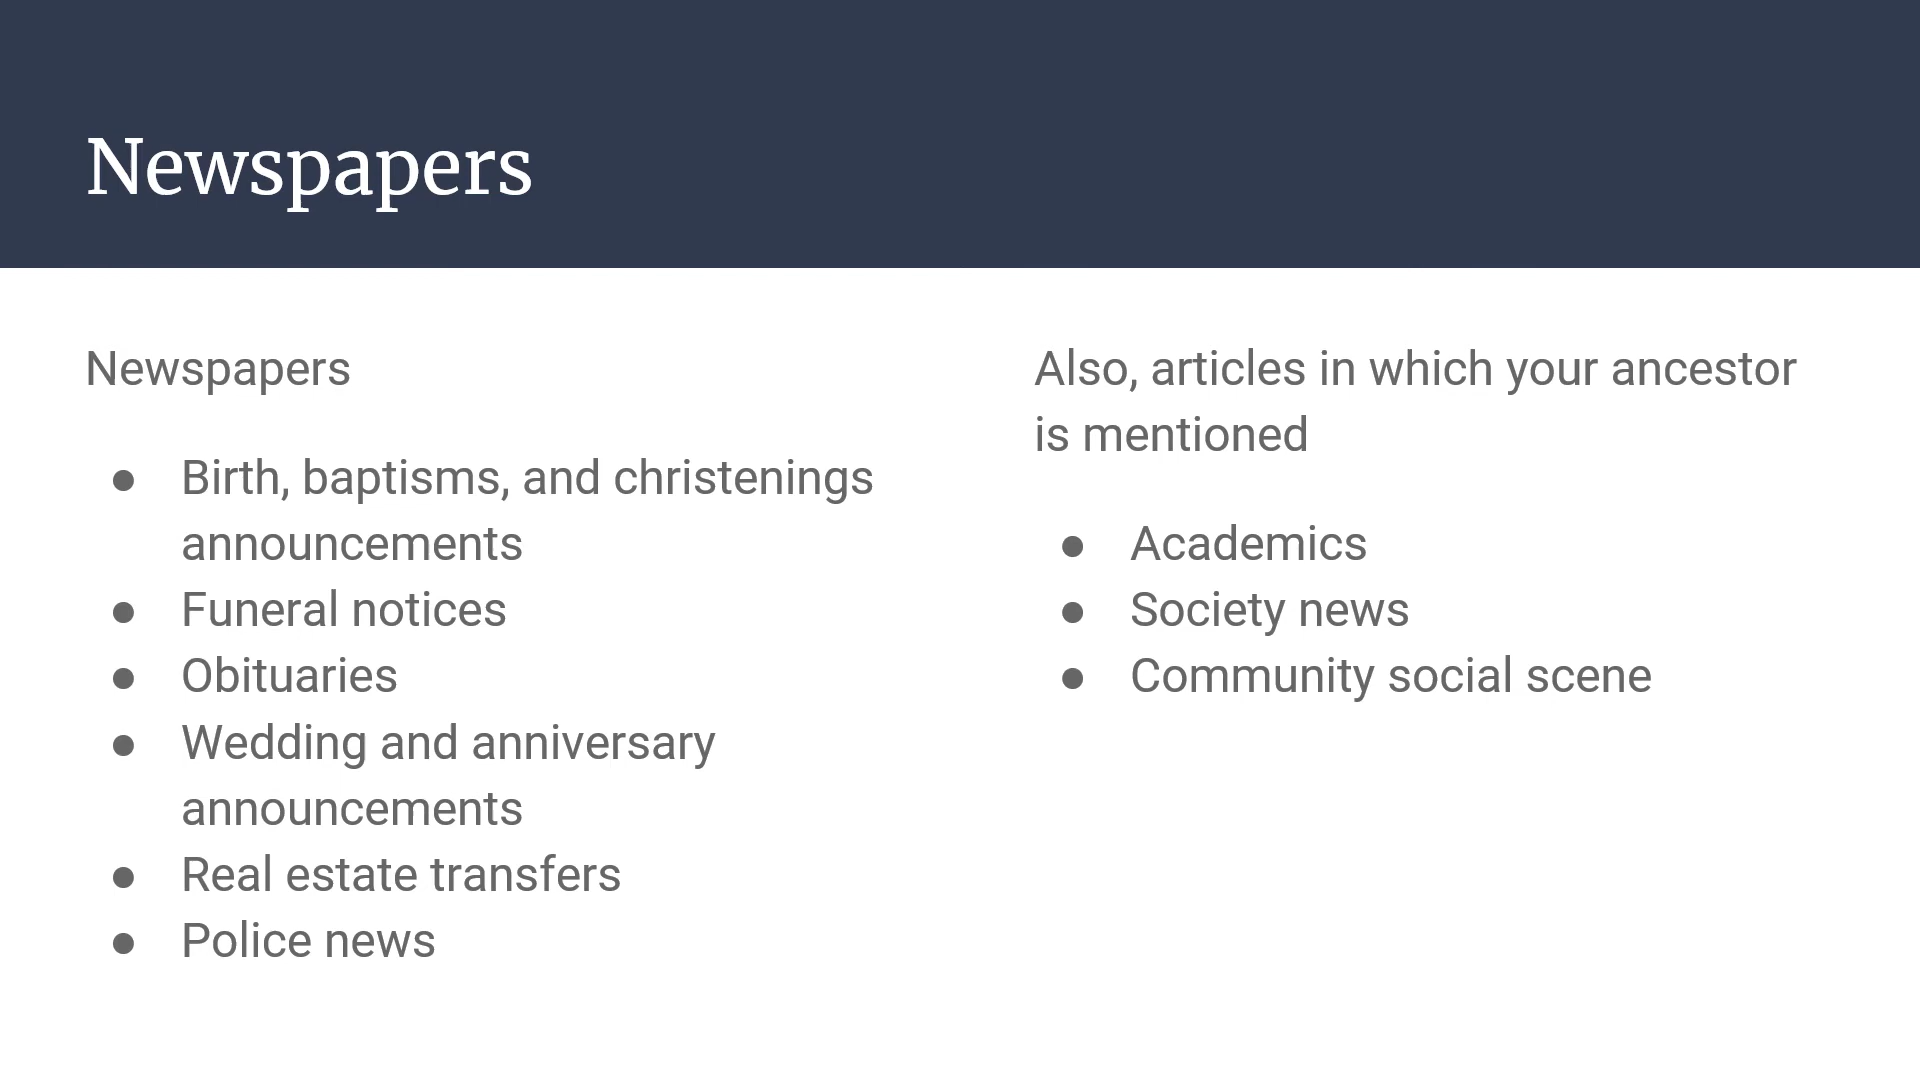 Newspapers
Newspapers
● Birth, baptisms, and christenings
announcements
● Funeral notices
● Obituaries
● Wedding and anniversary
announcements
● Real estate transfers
● Police news
Also, articles in which your ancestor
is mentioned
● Academics
● Society news
● Community social scene